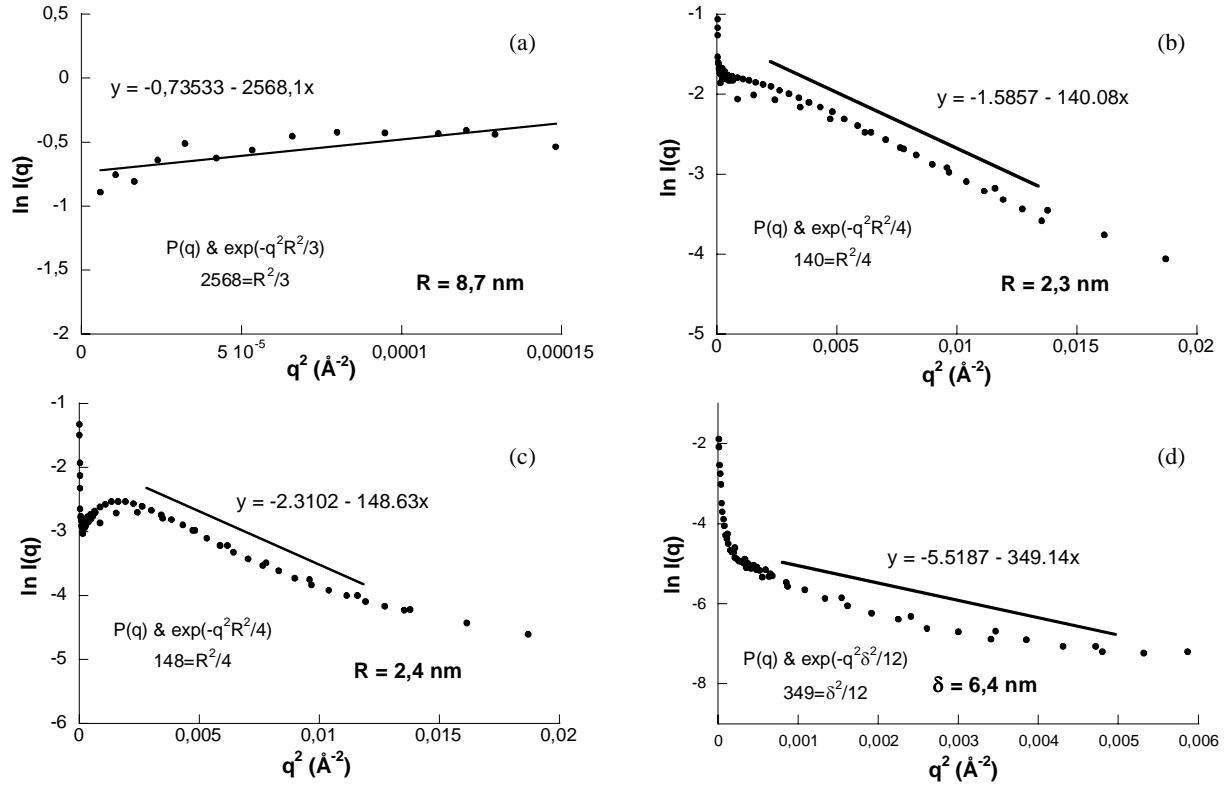 (a)
0,5
0
-0,5
-1
-1,5
-2
ln I(q)
y = -0,73533 - 2568,1x
P(q) & exp(-q²R²/3)
2568=R²/3
R = 8,7 nm
0 5 10⁻⁵ 0,0001 0,00015
q² (Å⁻²)
(b)
-1
-2
-3
-4
-5
ln I(q)
y = -1.5857 - 140.08x
P(q) & exp(-q²R²/4)
140=R²/4
R = 2,3 nm
0 0,005 0,01 0,015 0,02
q² (Å⁻²)
(c)
-1
-2
-3
-4
-5
-6
ln I(q)
y = -2.3102 - 148.63x
P(q) & exp(-q²R²/4)
148=R²/4
R = 2,4 nm
0 0,005 0,01 0,015 0,02
q² (Å⁻²)
(d)
-2
-4
-6
-8
ln I(q)
y = -5.5187 - 349.14x
P(q) & exp(-q²δ²/12)
349=δ²/12
δ = 6,4 nm
0 0,001 0,002 0,003 0,004 0,005 0,006
q² (Å⁻²)